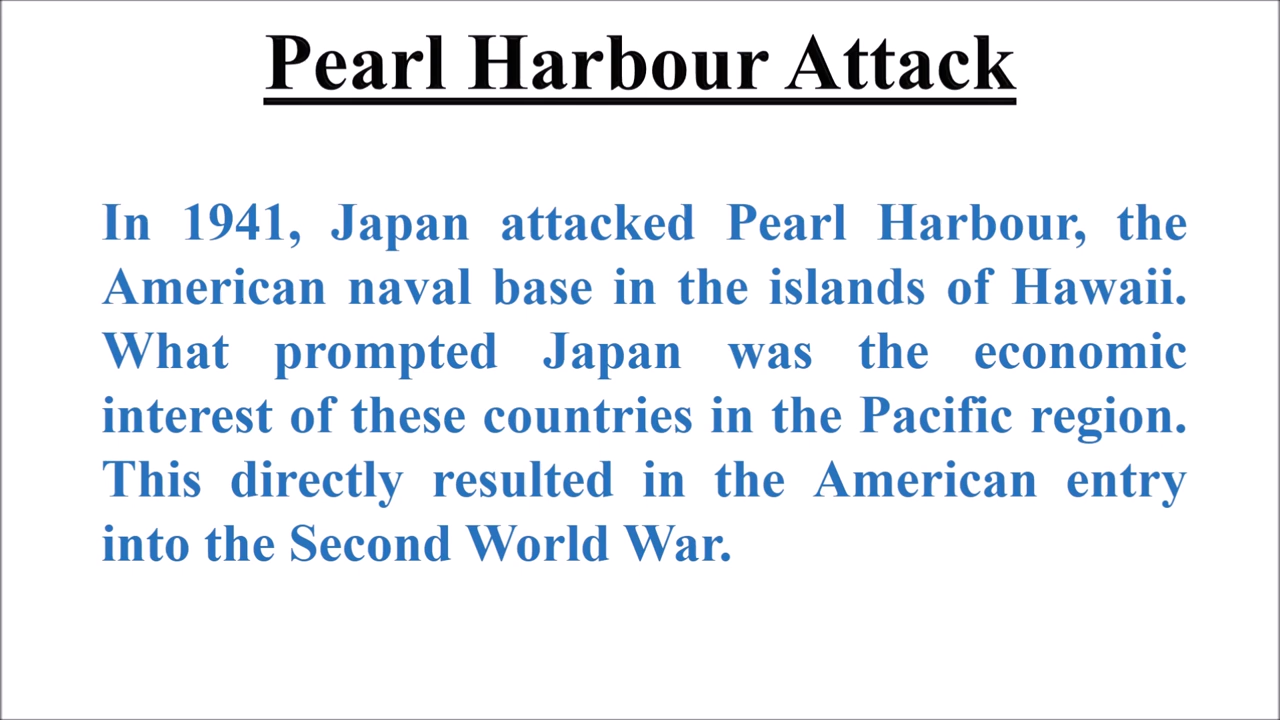 Pearl Harbour Attack
In 1941, Japan attacked Pearl Harbour, the
American naval base in the islands of Hawaii.
What prompted Japan was the economic
interest of these countries in the Pacific region.
This directly resulted in the American entry
into the Second World War.